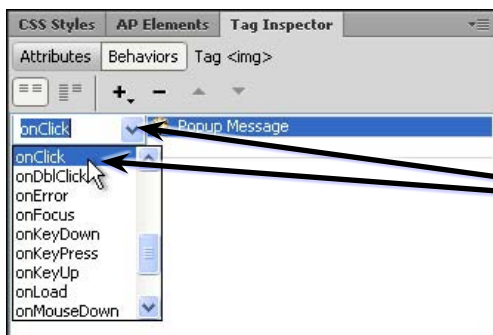 CSS Styles AP Elements Tag Inspector
Attributes Behaviors Tag <img>
onClick Popup Message
onClick
onDblClick
onError
onFocus
onKeyDown
onKeyPress
onKeyUp
onLoad
onMouseDown